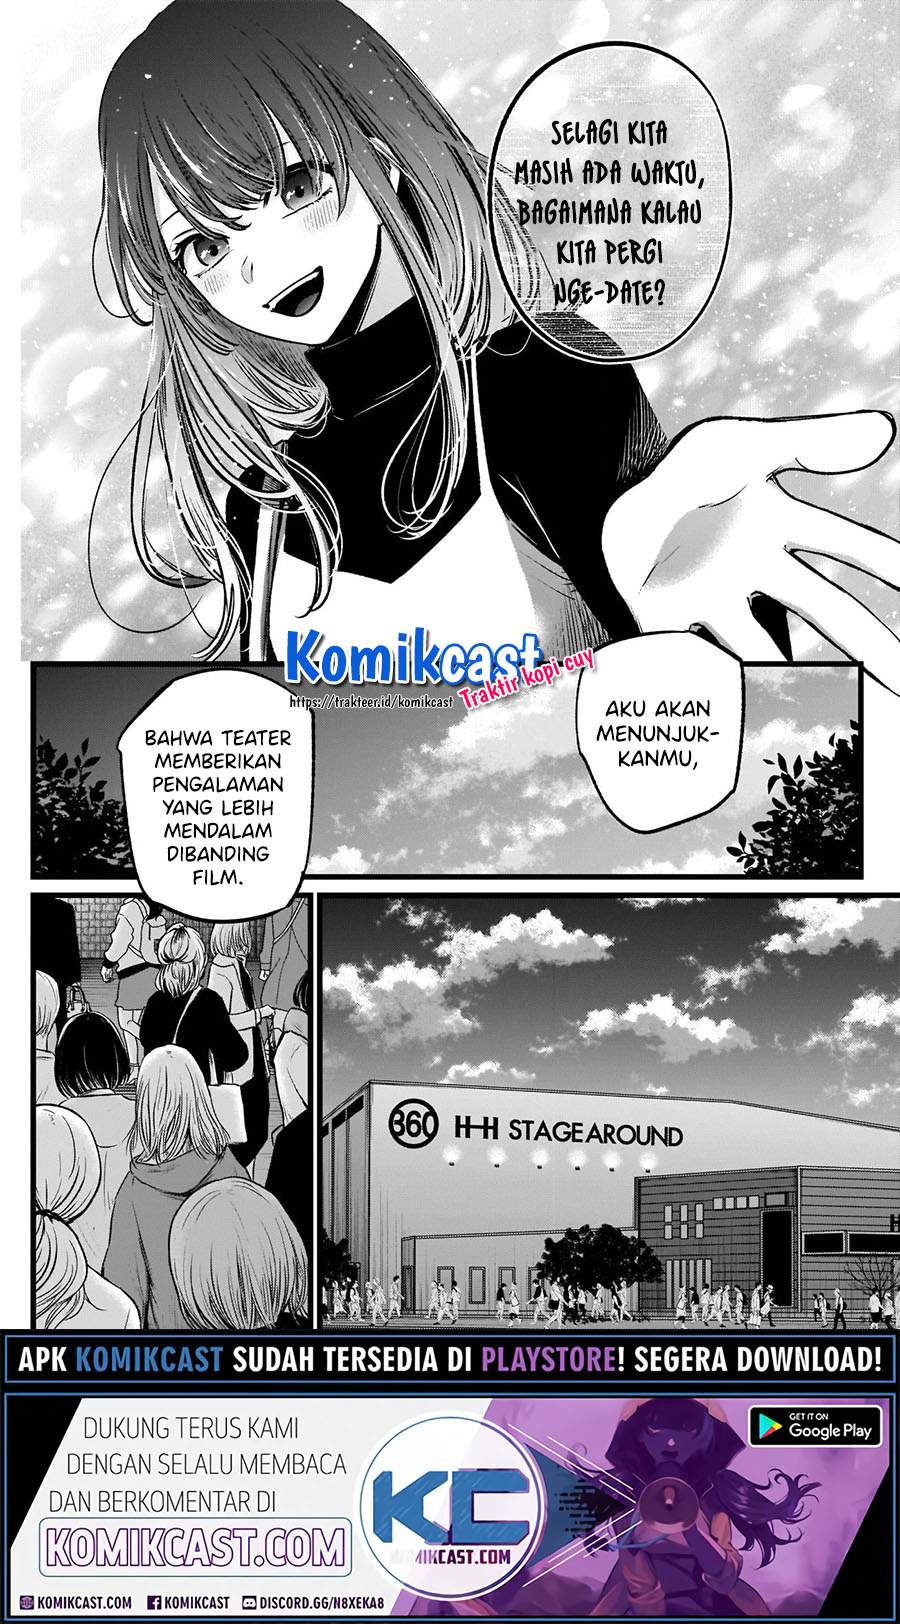 SELAGI KITA
MASIH ADA WAKTU,
BAGAIMANA KALAU
KITA PERGI
NGE-DATE?
Komikcast
Traktir kopi cuy
https://trakteer.id/komikcast
AKU AKAN
MENUNJUK-
KANMU,
BAHWA TEATER
MEMBERIKAN
PENGALAMAN
YANG LEBIH
MENDALAM
DIBANDING
FILM.
360 HHH STAGE AROUND
H
APK KOMIKCAST SUDAH TERSEDIA DI PLAYSTORE! SEGERA DOWNLOAD!
DUKUNG TERUS KAMI
DENGAN SELALU MEMBACA
DAN BERKOMENTAR DI
KOMIKCAST.COM
KC
KOMIKCAST.COM
GET IT ON
Google Play
KOMIKCAST.COM
KOMIKCAST
DISCORD.GG/N8XEKA8